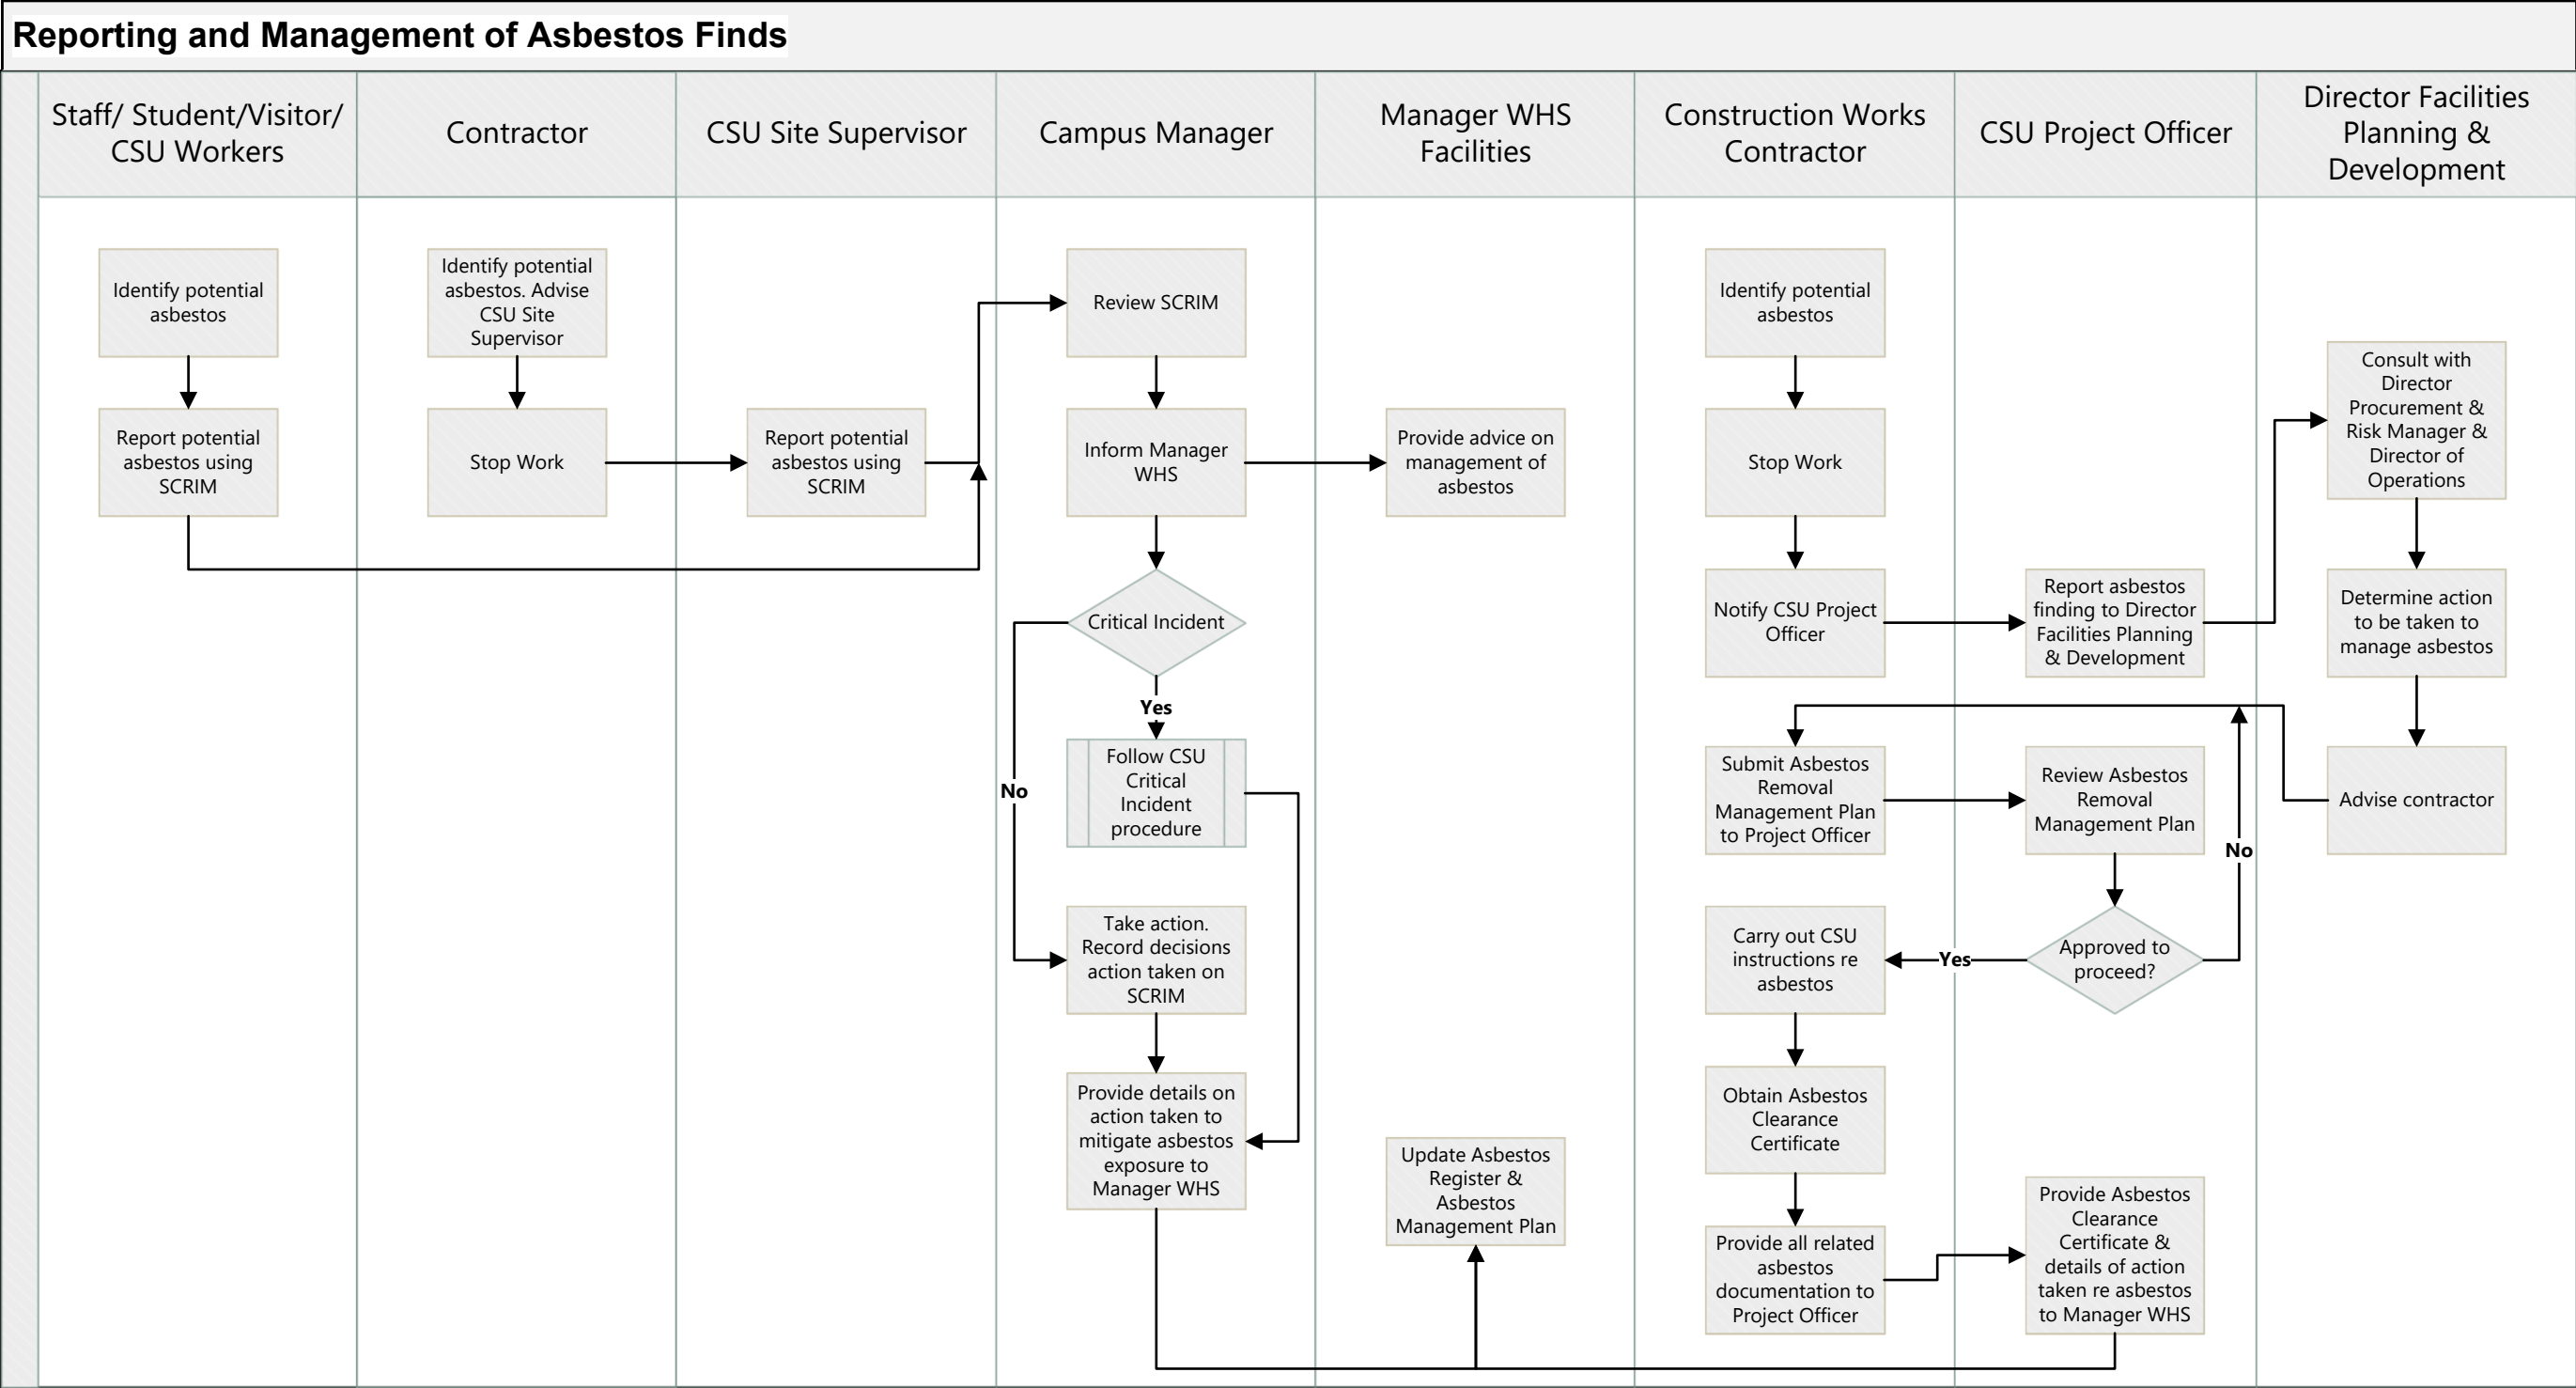 Reporting and Management of Asbestos Finds
Staff/ Student/Visitor/
CSU Workers
Contractor
CSU Site Supervisor
Campus Manager
Manager WHS
Facilities
Construction Works
Contractor
CSU Project Officer
Director Facilities
Planning &
Development
Identify potential
asbestos
Report potential
asbestos using
SCRIM
Identify potential
asbestos. Advise
CSU Site
Supervisor
Stop Work
Report potential
asbestos using
SCRIM
Review SCRIM
Inform Manager
WHS
Critical Incident
Yes
No
Follow CSU
Critical
Incident
procedure
Take action.
Record decisions
action taken on
SCRIM
Provide details on
action taken to
mitigate asbestos
exposure to
Manager WHS
Provide advice on
management of
asbestos
Update Asbestos
Register &
Asbestos
Management Plan
Identify potential
asbestos
Stop Work
Notify CSU Project
Officer
Submit Asbestos
Removal
Management Plan
to Project Officer
Carry out CSU
instructions re
asbestos
Obtain Asbestos
Clearance
Certificate
Provide all related
asbestos
documentation to
Project Officer
Report asbestos
finding to Director
Facilities Planning
& Development
Review Asbestos
Removal
Management Plan
Approved to
proceed?
Yes
No
Provide Asbestos
Clearance
Certificate &
details of action
taken re asbestos
to Manager WHS
Consult with
Director
Procurement &
Risk Manager &
Director of
Operations
Determine action
to be taken to
manage asbestos
Advise contractor